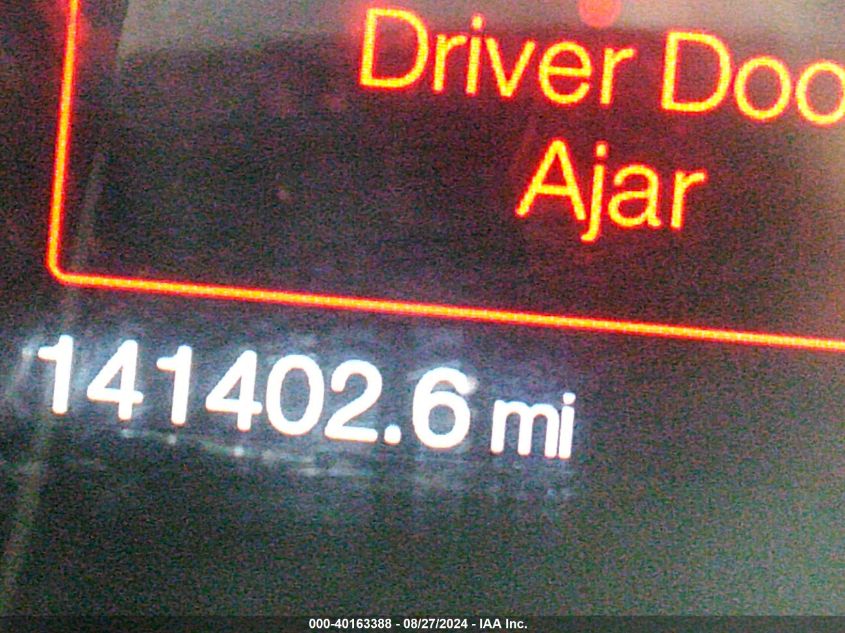 Driver Doo
Ajar
141402.6 mi
000-40163388 - 08/27/2024 - IAA Inc.